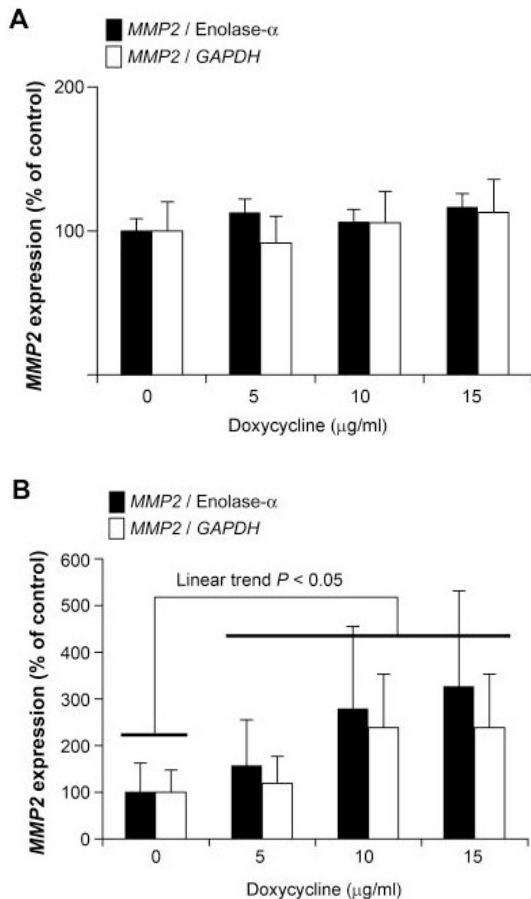 A
MMP2 / Enolase-α
MMP2 / GAPDH
MMP2 expression (% of control)
200
100
0 5 10 15
Doxycycline (μg/ml)
B
MMP2 / Enolase-α
MMP2 / GAPDH
MMP2 expression (% of control)
600
Linear trend P < 0.05
500
400
300
200
100
0
0 5 10 15
Doxycycline (μg/ml)